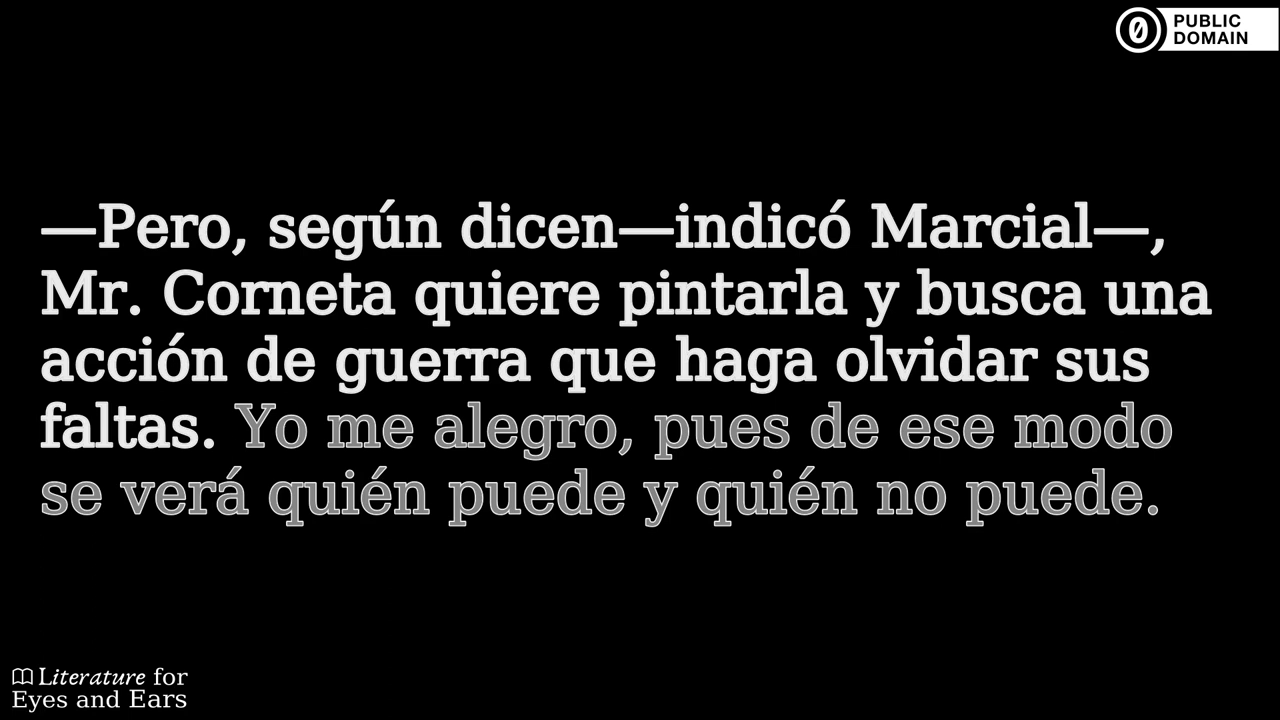 PUBLIC
DOMAIN
—Pero, según dicen—indicó Marcial—,
Mr. Corneta quiere pintarla y busca una
acción de guerra que haga olvidar sus
faltas. Yo me alegro, pues de ese modo
se verá quién puede y quién no puede.
Literature for
Eyes and Ears